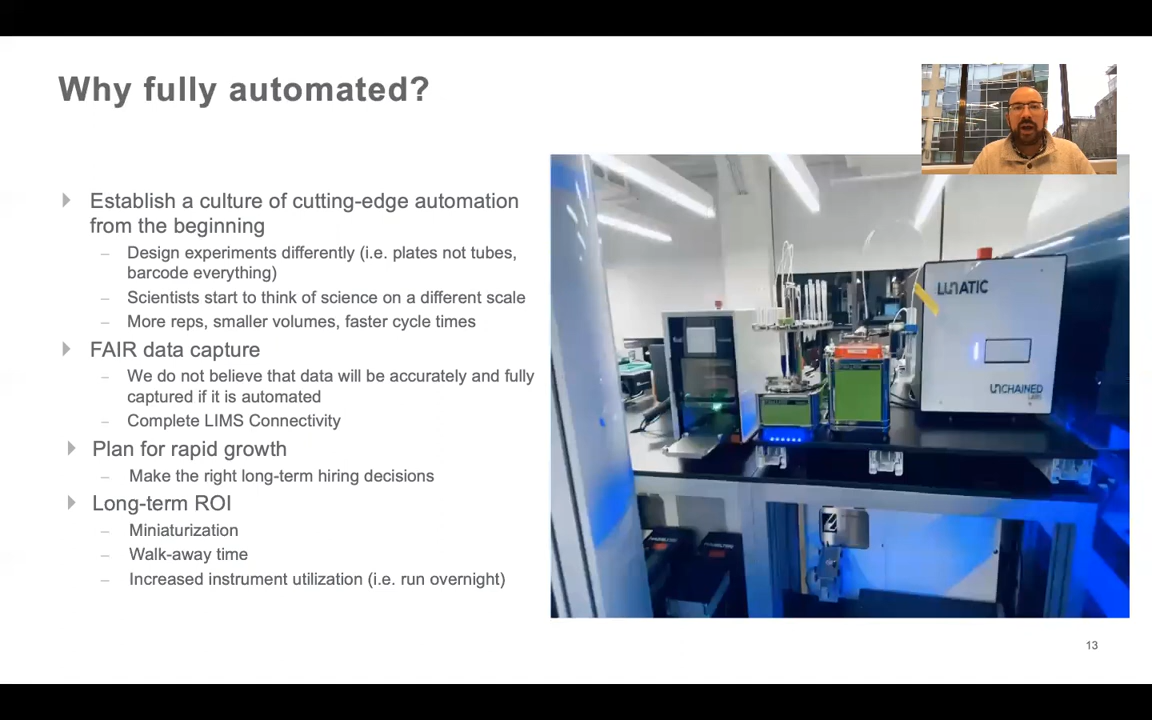 Why fully automated?
Establish a culture of cutting-edge automation
from the beginning
– Design experiments differently (i.e. plates not tubes,
barcode everything)
– Scientists start to think of science on a different scale
– More reps, smaller volumes, faster cycle times
FAIR data capture
– We do not believe that data will be accurately and fully
captured if it is automated
– Complete LIMS Connectivity
Plan for rapid growth
– Make the right long-term hiring decisions
Long-term ROI
– Miniaturization
– Walk-away time
– Increased instrument utilization (i.e. run overnight)
LUNATIC
UNCHAINED
LABS
13